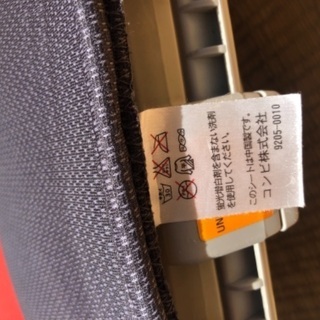 蛍光増白剤を含まない洗剤
を使用してください。
このシートは中国製です。
コンビ株式会社
9205-0010
UN